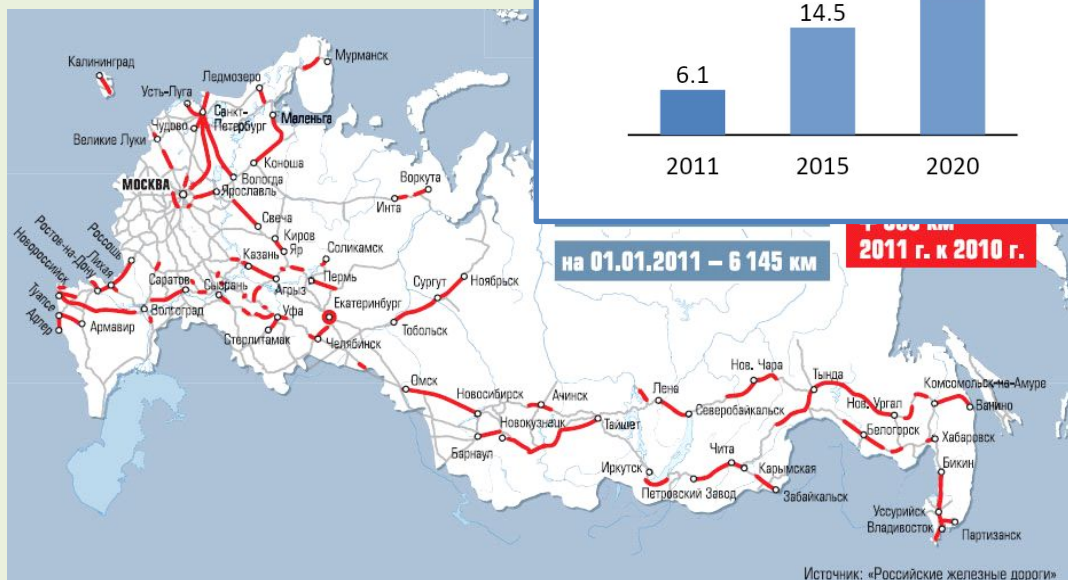 14.5
6.1
2011
2015
2020
2011 г. к 2010 г.
на 01.01.2011 – 6 145 км
Мурманск
Калининград
Ледмозеро
Усть-Луга
Санкт-
Петербург
Чудово
Маленьга
Великие Луки
Коноша
Вологда
МОСКВА
Ярославль
Воркута
Инта
Свеча
Киров
Яр
Соликамск
Казань
Пермь
Агрыз
Россошь
Лихая
Ростов-на-Дону
Новороссийск
Саратов
Сызрань
Сургут
Ноябрьск
Екатеринбург
Туапсе
Волгоград
Уфа
Адлер
Армавир
Стерлитамак
Челябинск
Тобольск
Омск
Новосибирск
Ачинск
Лена
Нов. Чара
Тында
Комсомольск-на-Амуре
Новокузнецк
Тайшет
Северобайкальск
Нов. Ургал
Ванино
Белогорск
Барнаул
Хабаровск
Иркутск
Чита
Карымская
Бикин
Петровский Завод
Забайкальск
Уссурийск
Владивосток
Партизанск
Источник: «Российские железные дороги»